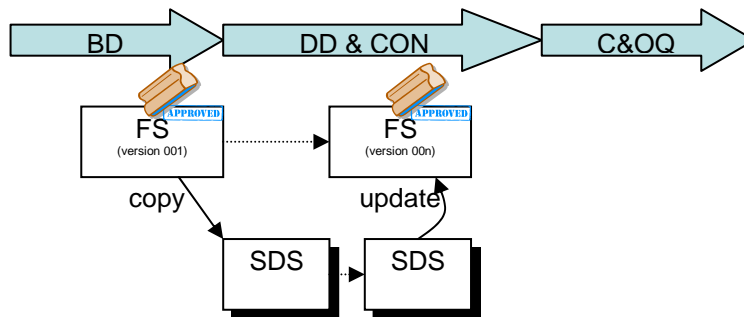 BD
DD & CON
C&OQ
APPROVED
FS
(version 001)
APPROVED
FS
(version 00n)
copy
update
SDS
SDS